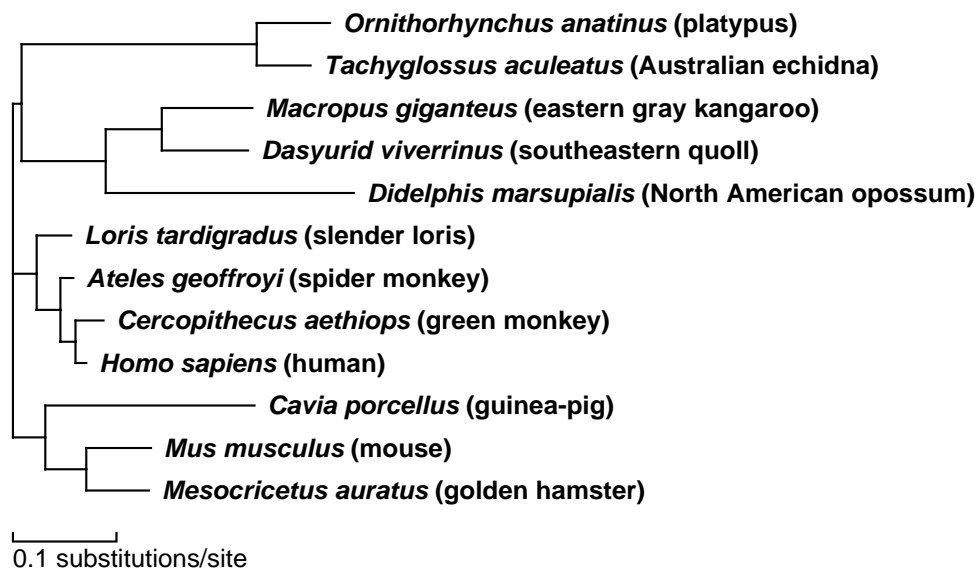 Ornithorhynchus anatinus (platypus)
Tachyglossus aculeatus (Australian echidna)
Macropus giganteus (eastern gray kangaroo)
Dasyurid viverrinus (southeastern quoll)
Didelphis marsupialis (North American opossum)
Loris tardigradus (slender loris)
Ateles geoffroyi (spider monkey)
Cercopithecus aethiops (green monkey)
Homo sapiens (human)
Cavia porcellus (guinea-pig)
Mus musculus (mouse)
Mesocricetus auratus (golden hamster)
0.1 substitutions/site